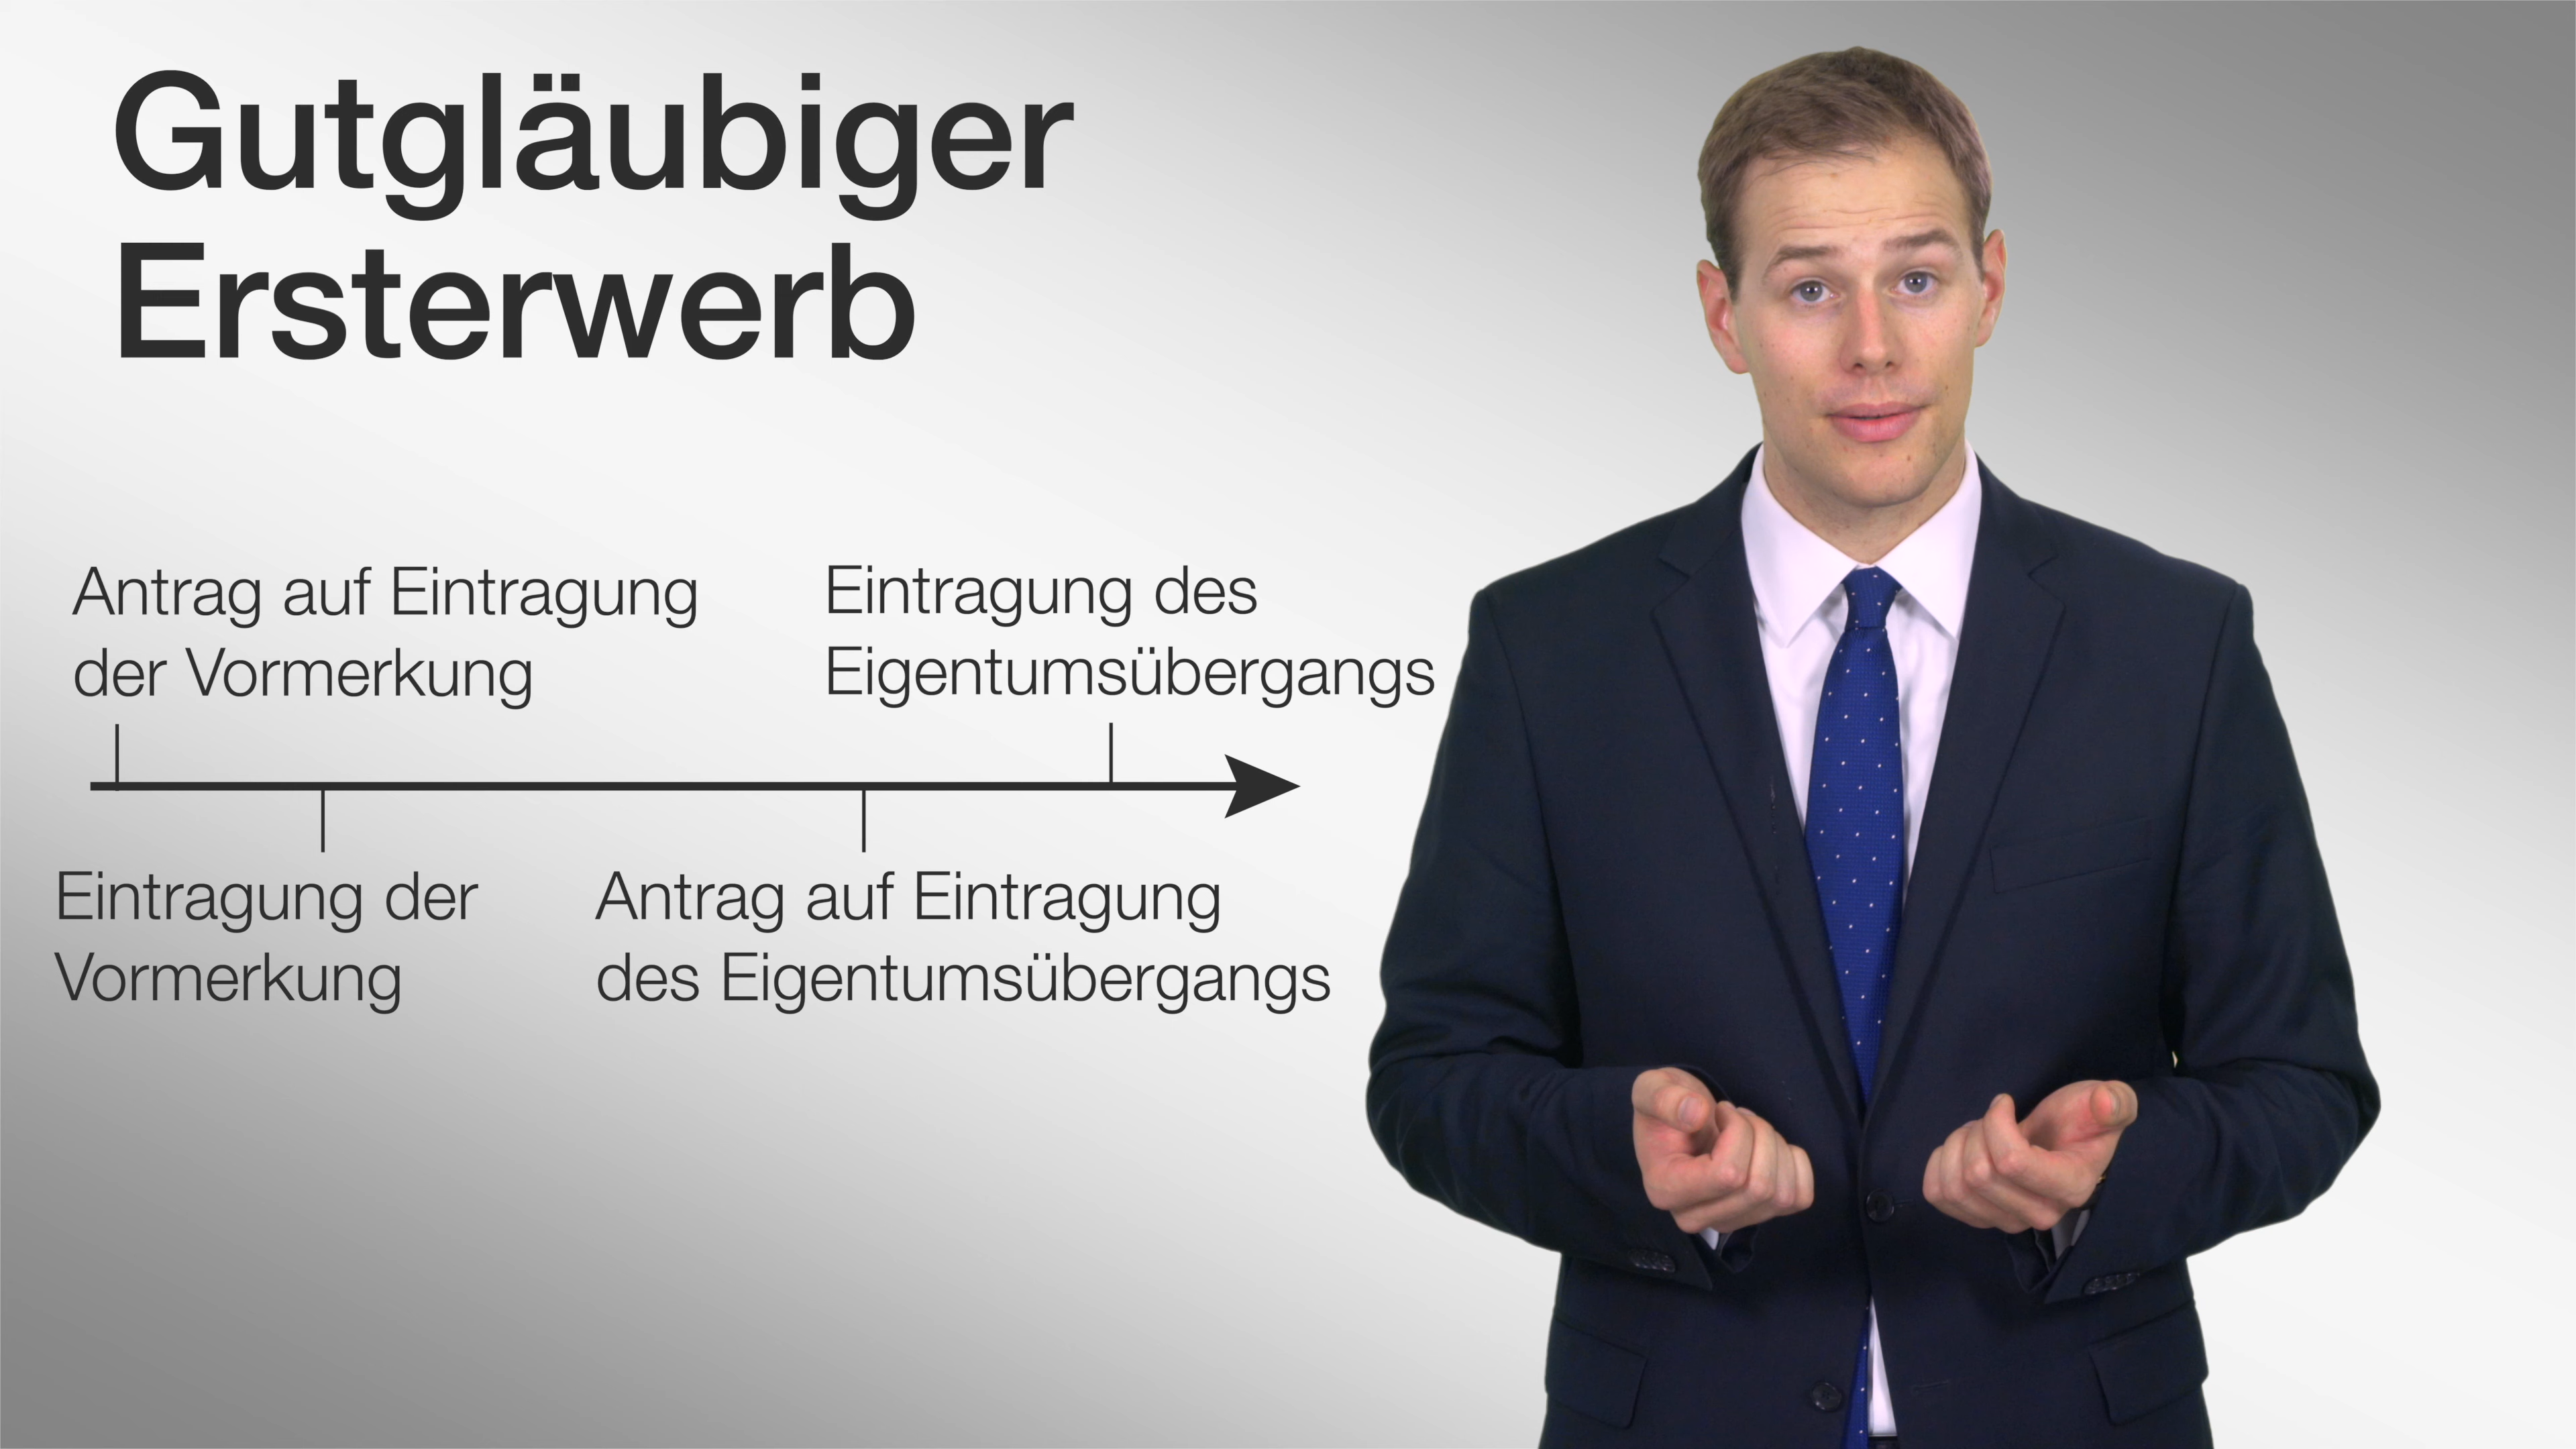 Gutgläubiger
Ersterwerb
Antrag auf Eintragung
der Vormerkung
Eintragung des
Eigentumsübergangs
Eintragung der
Vormerkung
Antrag auf Eintragung
des Eigentumsübergangs